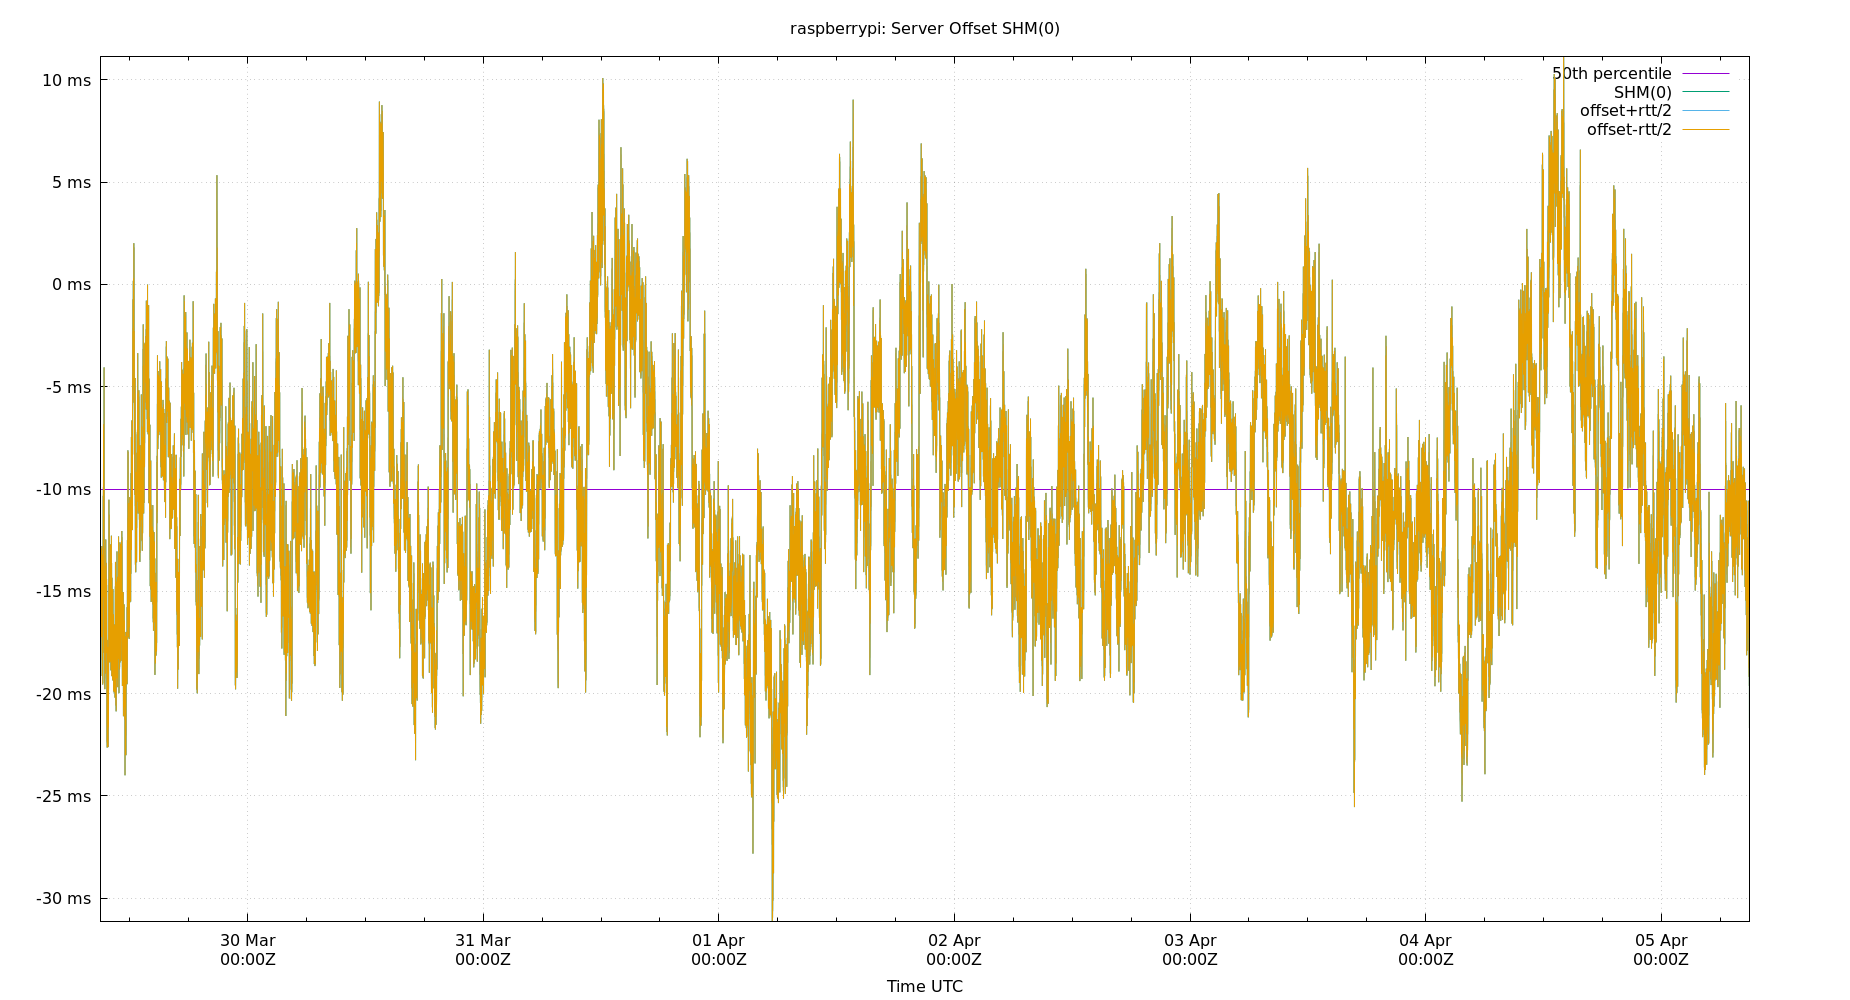 raspberrypi: Server Offset SHM(0)
50th percentile
SHM(0)
offset+rtt/2
offset-rtt/2
10 ms
5 ms
0 ms
-5 ms
-10 ms
-15 ms
-20 ms
-25 ms
-30 ms
30 Mar 31 Mar 01 Apr 02 Apr 03 Apr 04 Apr 05 Apr
00:00Z 00:00Z 00:00Z 00:00Z 00:00Z 00:00Z 00:00Z
Time UTC